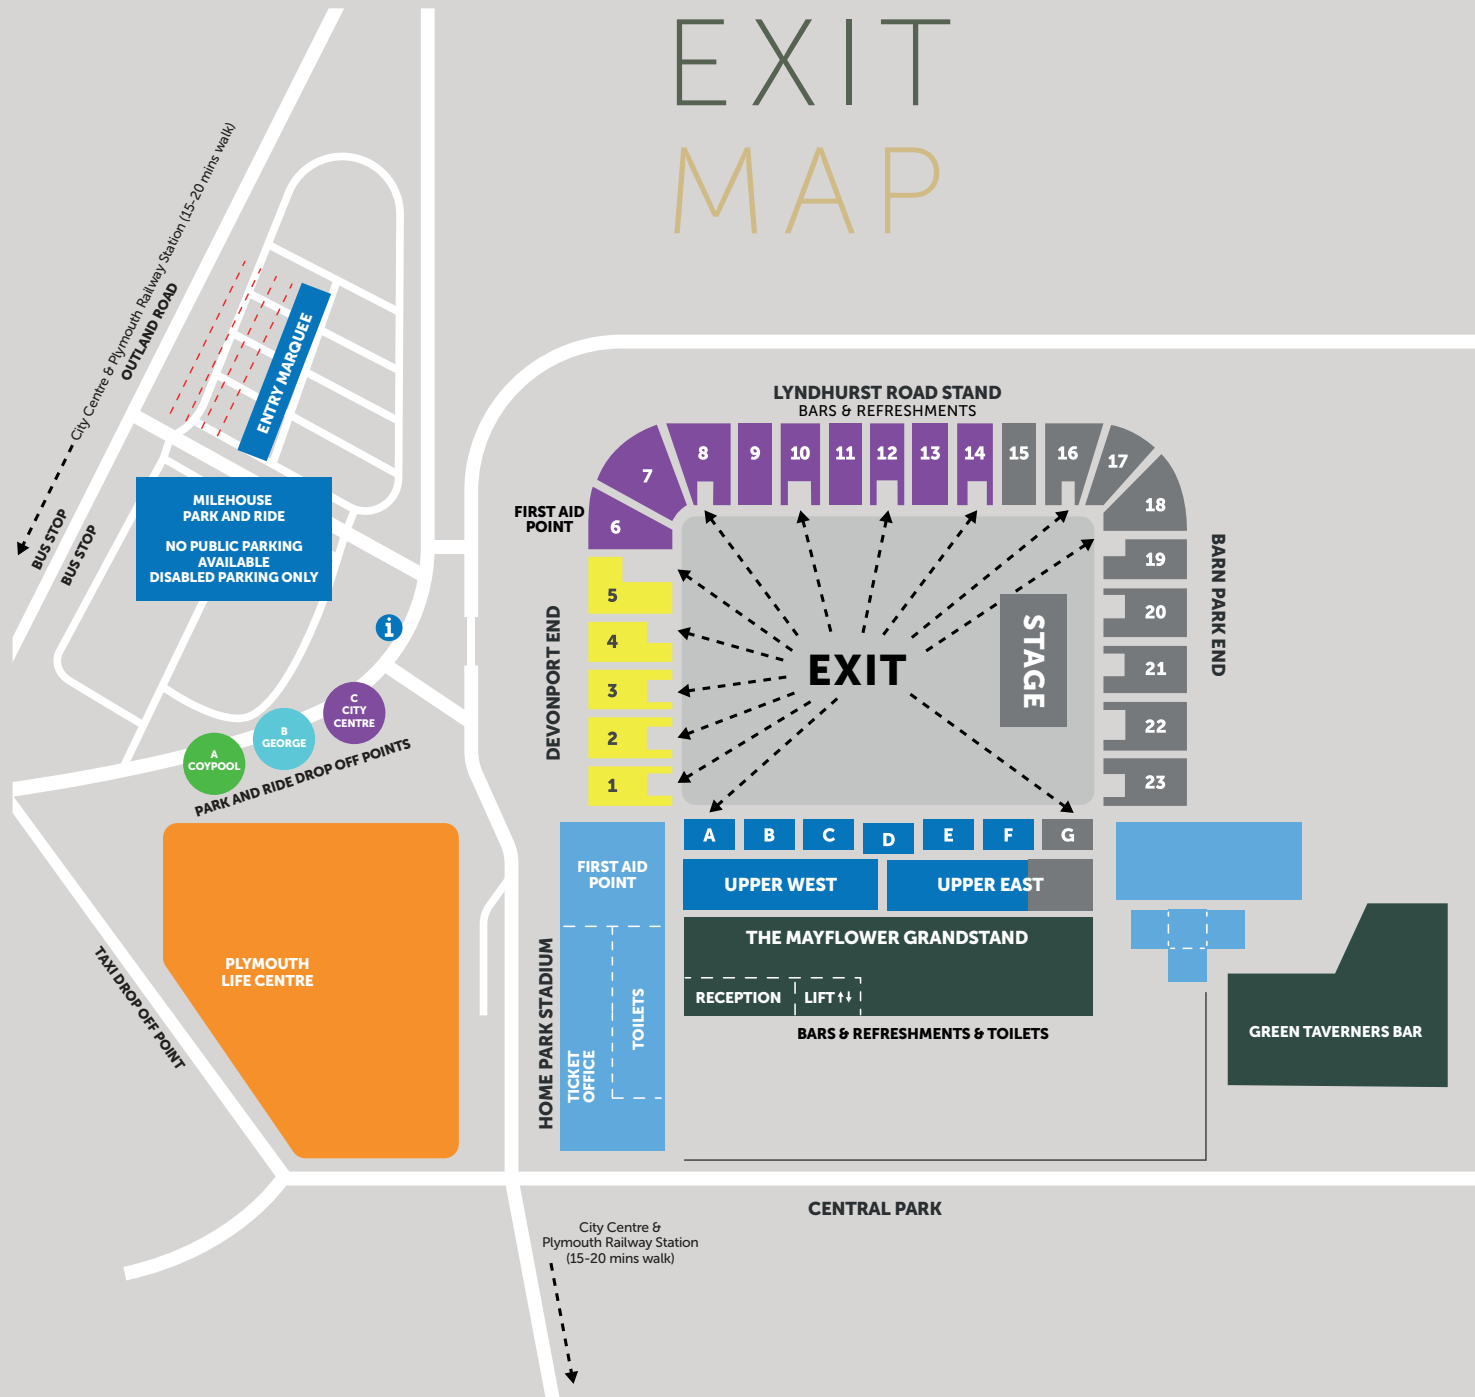 EXIT
MAP
City Centre & Plymouth Railway Station (15-20 mins walk)
OUTLAND ROAD
BUS STOP
BUS STOP
ENTRY MARQUEE
MILEHOUSE
PARK AND RIDE
NO PUBLIC PARKING
AVAILABLE
DISABLED PARKING ONLY
i
C
CITY
CENTRE
B
GEORGE
A
COYPOOL
PARK AND RIDE DROP OFF POINTS
LYNDHURST ROAD STAND
BARS & REFRESHMENTS
8
9
10
11
12
13
14
15
16
17
18
7
6
FIRST AID
POINT
5
4
3
2
1
DEVONPORT END
EXIT
STAGE
19
20
21
22
23
BARN PARK END
A
B
C
D
E
F
G
UPPER WEST
UPPER EAST
THE MAYFLOWER GRANDSTAND
RECEPTION
LIFT
BARS & REFRESHMENTS & TOILETS
FIRST AID
POINT
TOILETS
TICKET
OFFICE
HOME PARK STADIUM
PLYMOUTH
LIFE CENTRE
TAXI DROP OFF POINT
GREEN TAVERNERS BAR
CENTRAL PARK
City Centre &
Plymouth Railway Station
(15-20 mins walk)